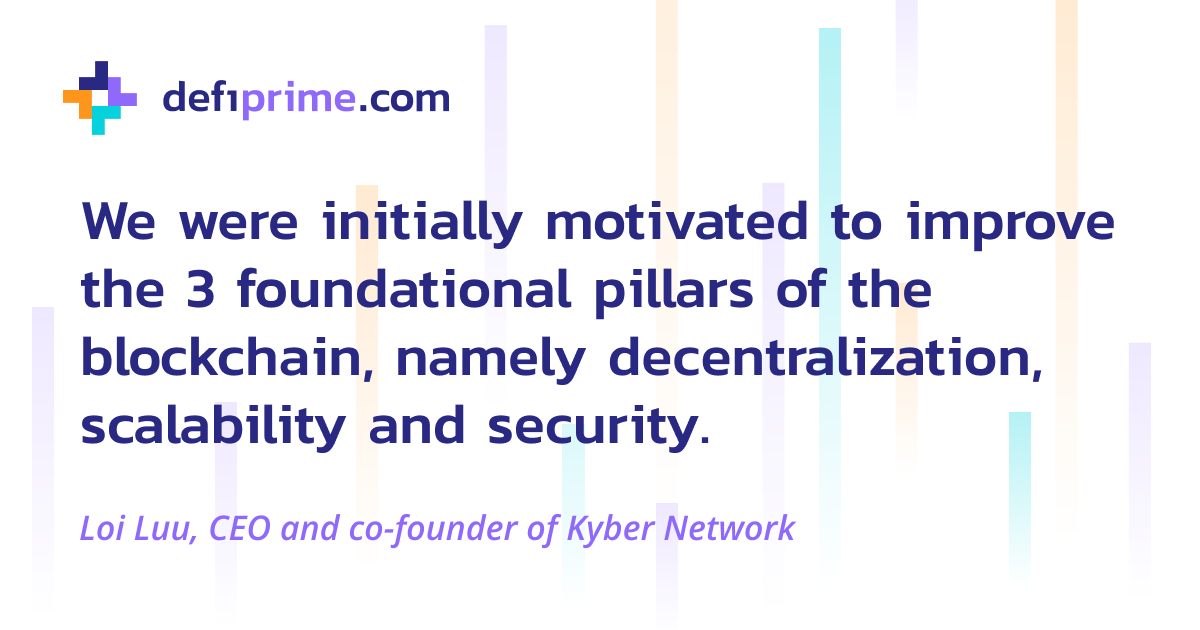 defiprime.com
We were initially motivated to improve
the 3 foundational pillars of the
blockchain, namely decentralization,
scalability and security.
Loi Luu, CEO and co-founder of Kyber Network